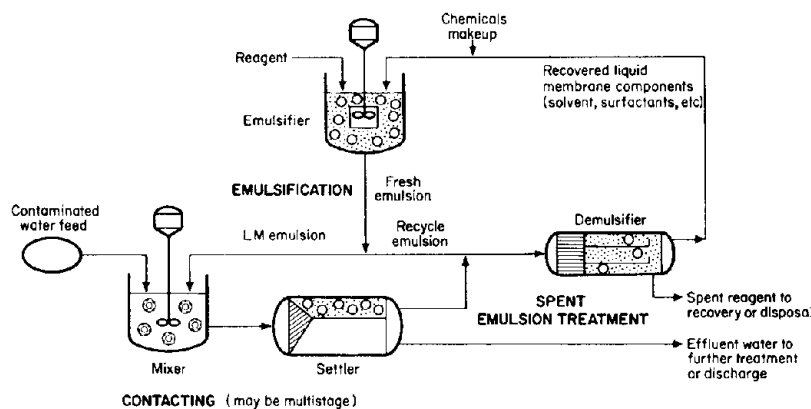 Chemicals
makeup
Reagent
Recovered liquid
membrane components
(solvent, surfactants, etc)
Emulsifier
EMULSIFICATION
Fresh
emulsion
Contaminated
water feed
LM emulsion
Recycle
emulsion
Demulsifier
SPENT
EMULSION TREATMENT
Spent reagent to
recovery or disposal
Effluent water to
further treatment
or discharge
Mixer
Settler
CONTACTING (may be multistage)